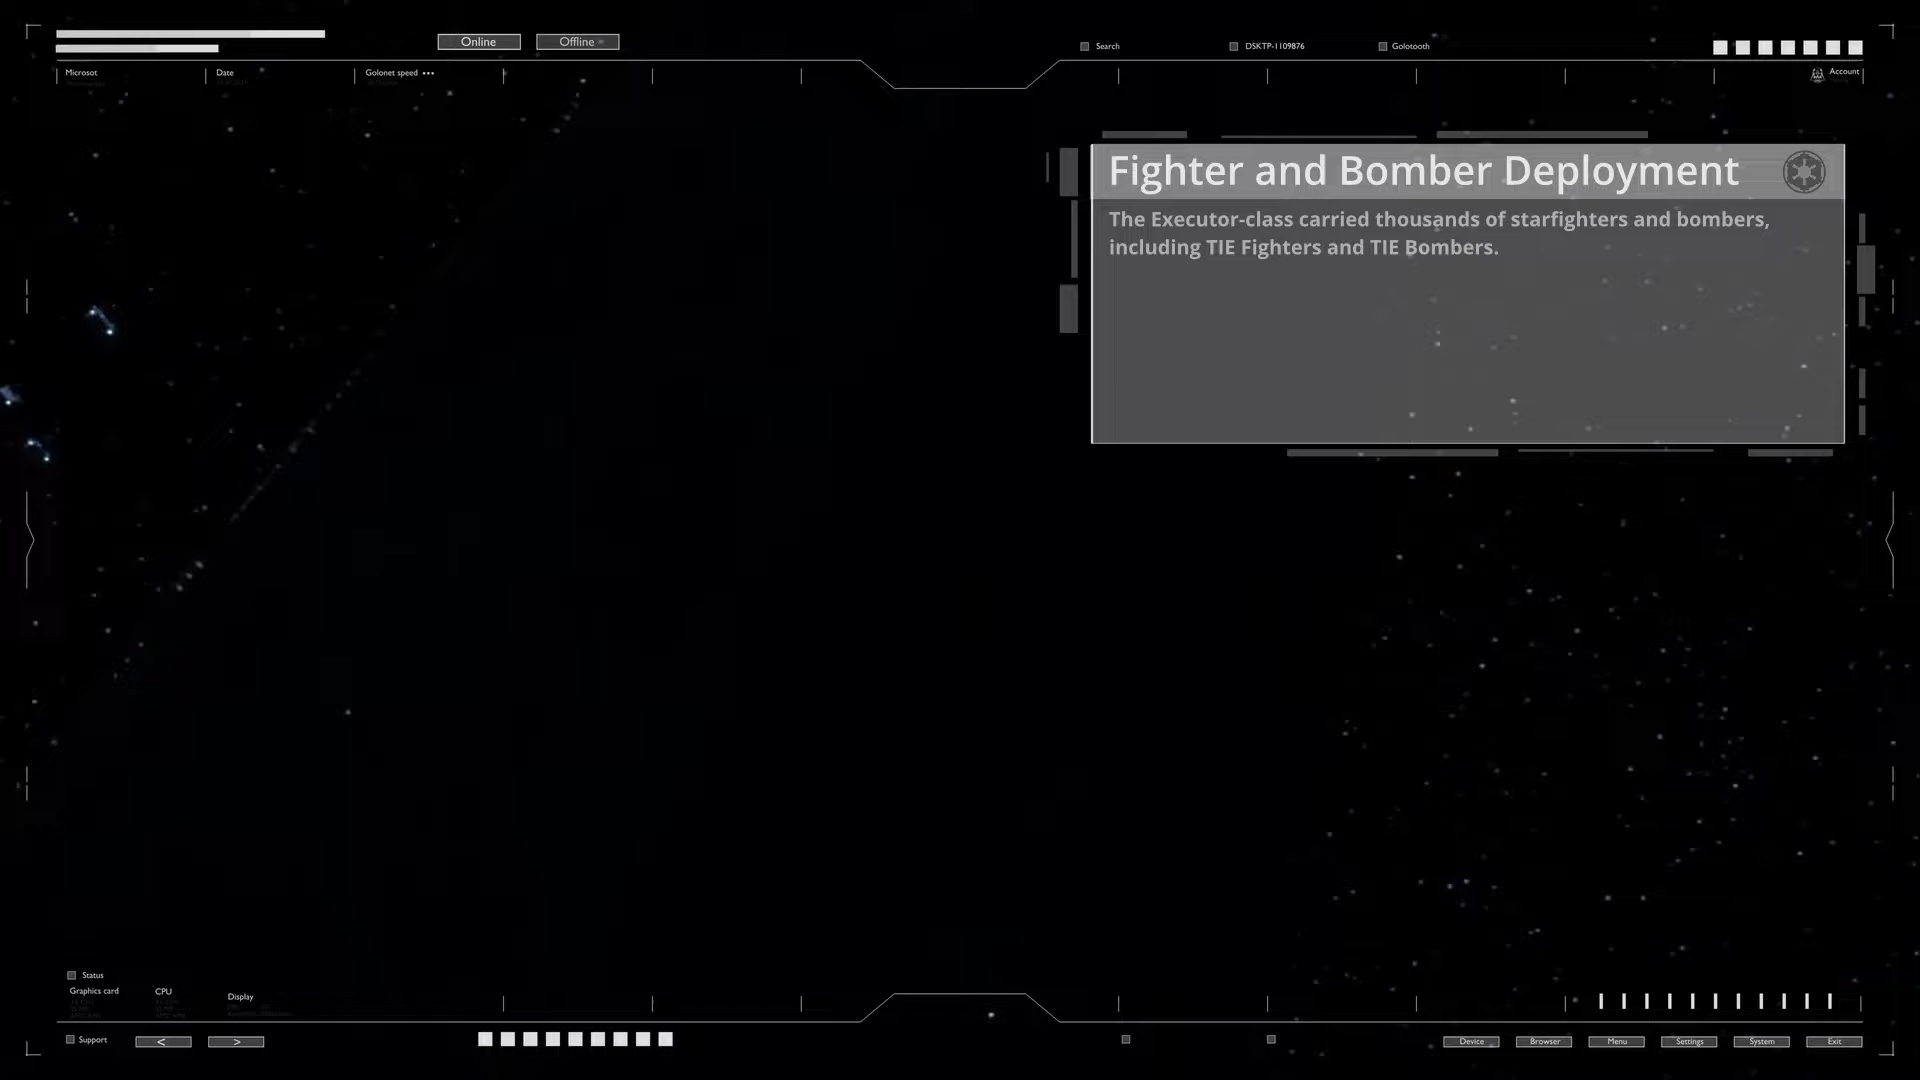 Online
Offline
Search
DSKTP-1109876
Golotooth
Microsot
Date
Golonet speed
Account
Fighter and Bomber Deployment
The Executor-class carried thousands of starfighters and bombers,
including TIE Fighters and TIE Bombers.
Status
Graphics card
CPU
Display
Support
<
>
Device
Browser
Menu
Settings
System
Exit